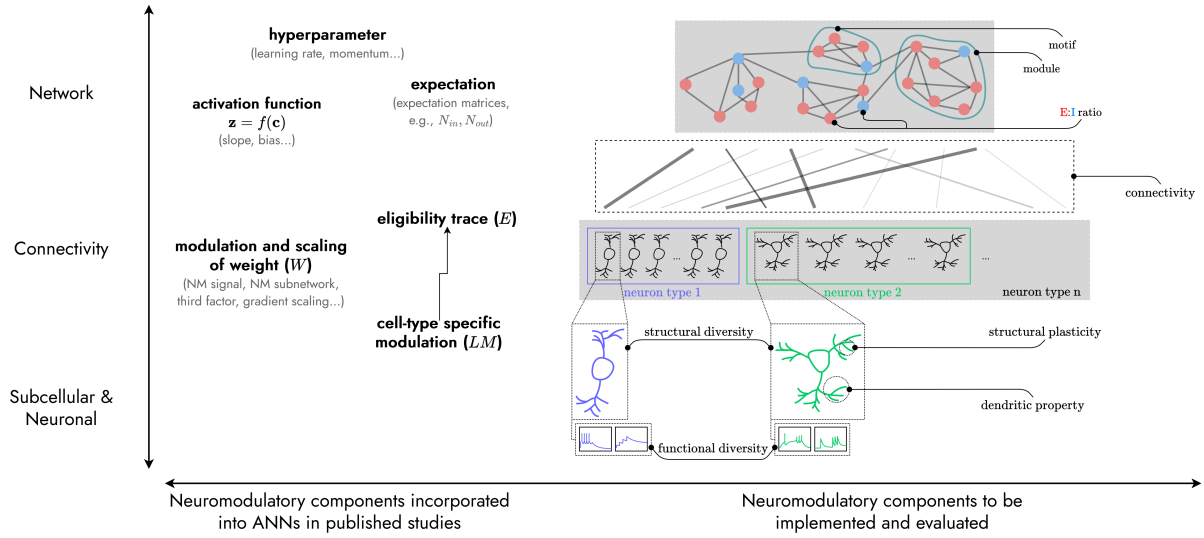 Network
hyperparameter
(learning rate, momentum...)
activation function
z = f(c)
(slope, bias...)
expectation
(expectation matrices,
e.g., N_in, N_out)
motif
module
E:I ratio
connectivity
Connectivity
eligibility trace (E)
modulation and scaling
of weight (W)
(NM signal, NM subnetwork,
third factor, gradient scaling...)
cell-type specific
modulation (LM)
...
...
...
neuron type 1
neuron type 2
neuron type n
Subcellular &
Neuronal
structural diversity
structural plasticity
dendritic property
functional diversity
Neuromodulatory components incorporated
into ANNs in published studies
Neuromodulatory components to be
implemented and evaluated